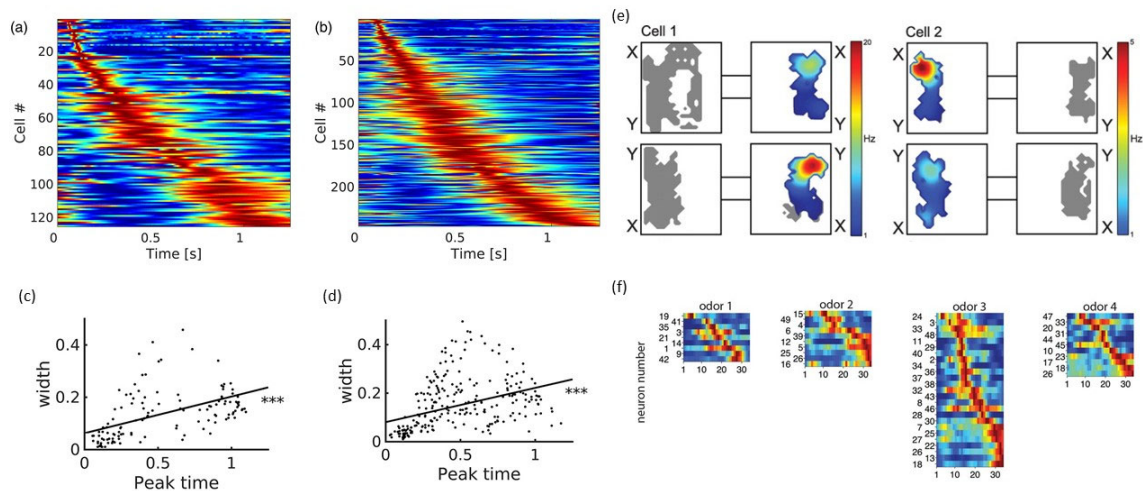 (a)
Cell #
20
40
60
80
100
120
0 0.5 1
Time [s]
(b)
50
100
150
200
0 0.5 1
Time [s]
(e)
Cell 1
X
Y
Y
X
X
Y
Y
X
20
Hz
1
Cell 2
X
Y
Y
X
X
Y
Y
X
5
Hz
1
(c)
width
0.4
0.2
0
0 0.5 1
Peak time
***
(d)
0.4
0.2
0
0 0.5 1
Peak time
***
(f)
neuron number
odor 1
19
41
3
35
21
1
14
9
42
1 10 20 30
odor 2
15
49
4
6
39
11
12
5
25
16
1 10 20 30
odor 3
24
3
33
11
48
29
40
2
34
36
37
38
32
43
8
46
28
30
7
25
22
27
26
13
18
1 10 20 30
odor 4
47
33
20
31
10
44
45
17
23
18
26
1 10 20 30